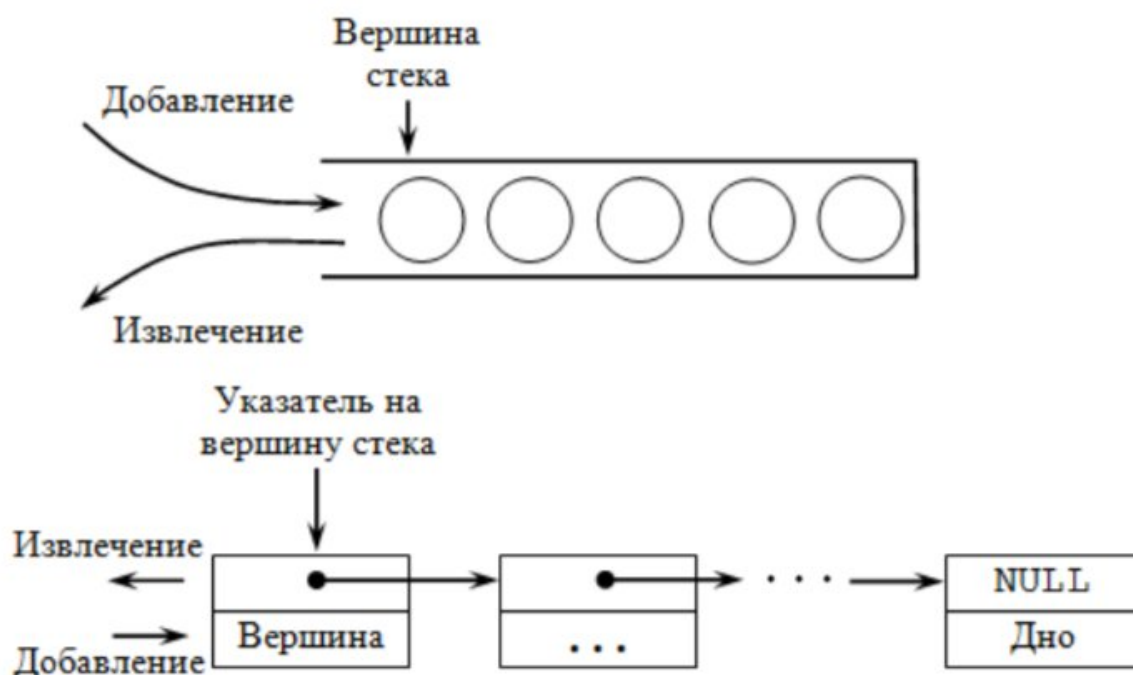 Вершина
стека
Добавление
Извлечение
Указатель на
вершину стека
Извлечение
NULL
Вершина
...
Дно
Добавление